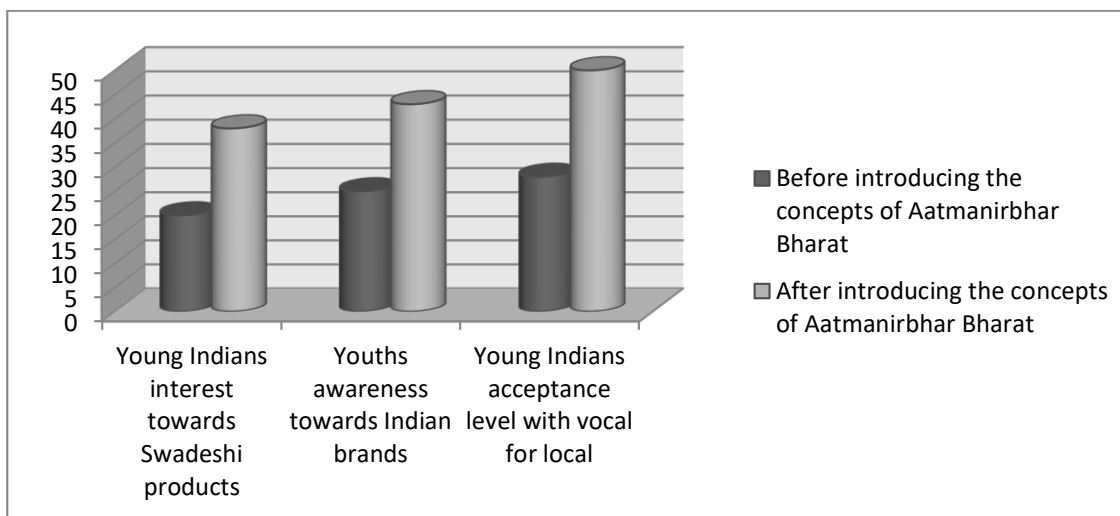 50
45
40
35
30
25
20
15
10
5
0
Young Indians
interest
towards
Swadeshi
products
Youths
awareness
towards Indian
brands
Young Indians
acceptance
level with vocal
for local
Before introducing the
concepts of Aatmanirbhar
Bharat
After introducing the concepts
of Aatmanirbhar Bharat